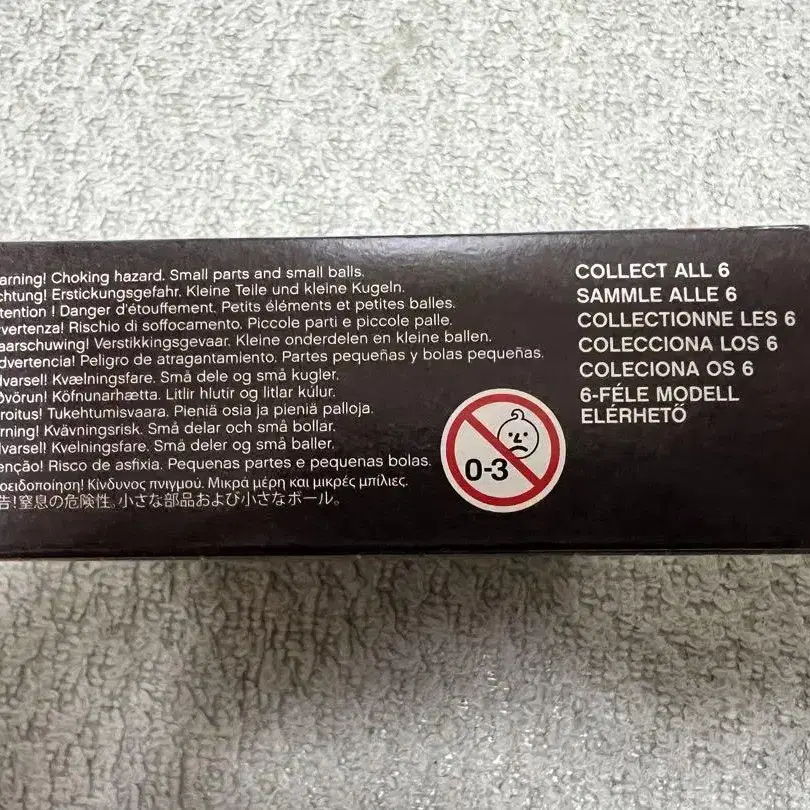 arning! Choking hazard. Small parts and small balls.
chtung! Erstickungsgefahr. Kleine Teile und kleine Kugeln.
tention ! Danger d'étouffement. Petits éléments et petites balles.
vertenza! Rischio di soffocamento. Piccole parti e piccole palle.
aarschuwing! Verstikkingsgevaar. Kleine onderdelen en kleine ballen.
dvertencia! Peligro de atragantamiento. Partes pequeñas y bolas pequeñas.
varsel! Kvælningsfare. Små dele og små kugler.
ðvörun! Köfnunarhætta. Litlir hlutir og litlar kúlur.
roitus! Tukehtumisvaara. Pieniä osia ja pieniä palloja.
rning! Kvävningsrisk. Små delar och små bollar.
varsel! Kvelningsfare. Små deler og små baller.
enção! Risco de asfixia. Pequenas partes e pequenas bolas.
οειδοποίηση! Κίνδυνος πνιγμού. Μικρά μέρη και μικρές μπίλιες.
告!窒息の危険性。小さな部品および小さなボール。
0-3
COLLECT ALL 6
SAMMLE ALLE 6
COLLECTIONNE LES 6
COLECCIONA LOS 6
COLECIONA OS 6
6-FÉLE MODELL
ELÉRHETŐ